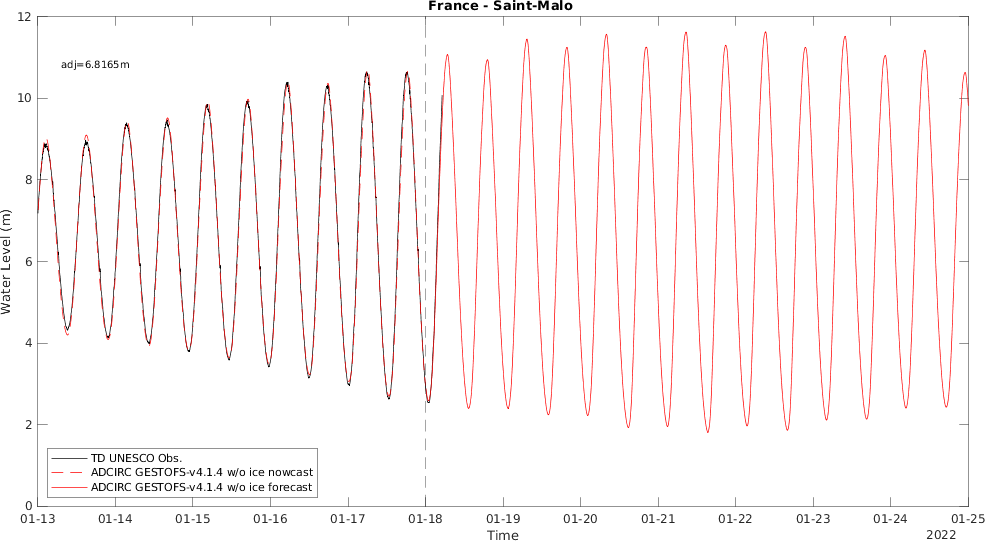 France - Saint-Malo
adj=6.8165m
Water Level (m)
12
10
8
6
4
2
0
TD UNESCO Obs.
ADCIRC GESTOFS-v4.1.4 w/o ice nowcast
ADCIRC GESTOFS-v4.1.4 w/o ice forecast
01-13 01-14 01-15 01-16 01-17 01-18 01-19 01-20 01-21 01-22 01-23 01-24 01-25
Time
2022